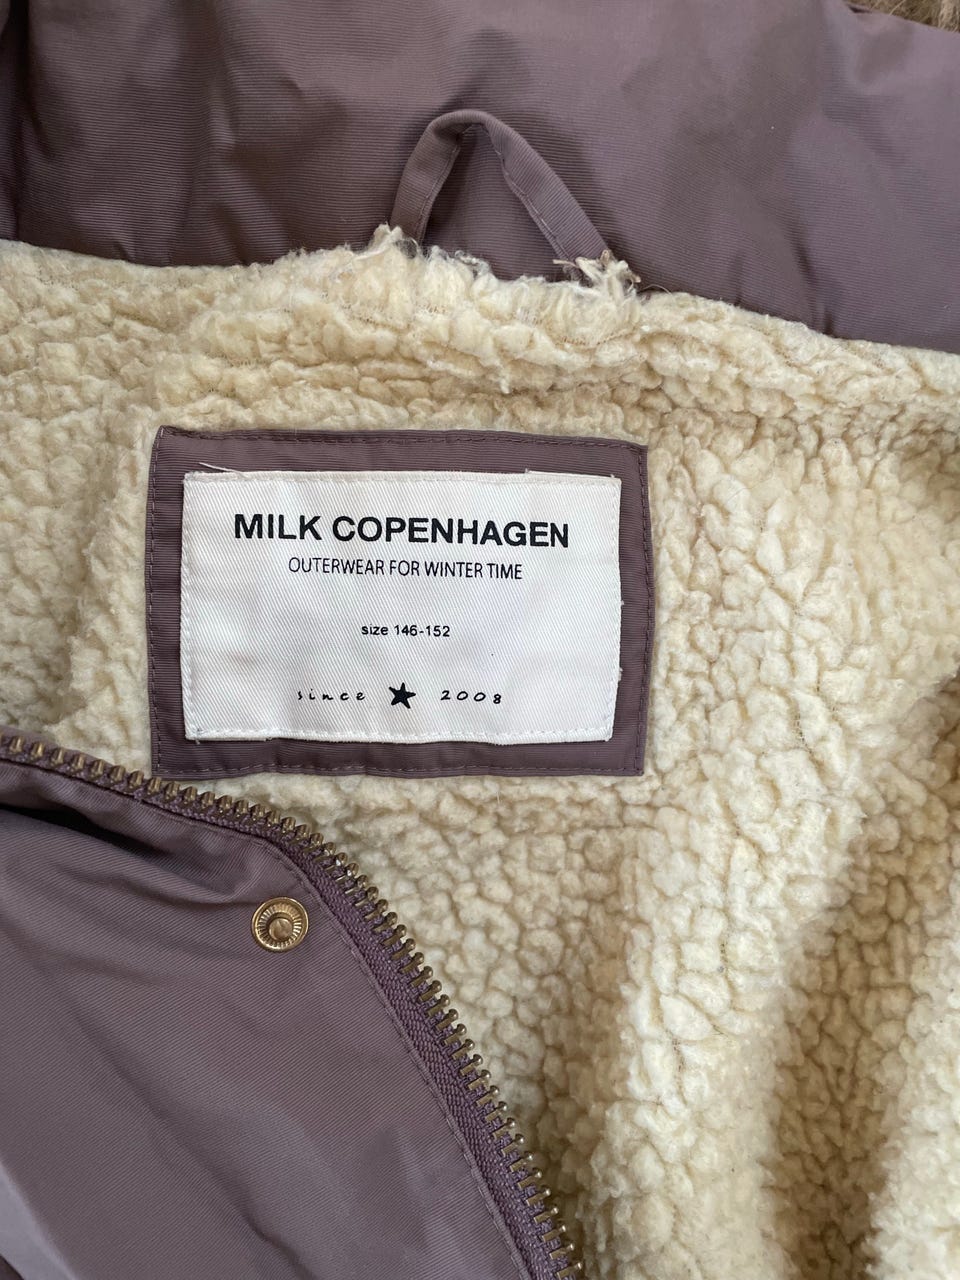 MILK COPENHAGEN
OUTERWEAR FOR WINTER TIME
size 146-152
since ★ 2008